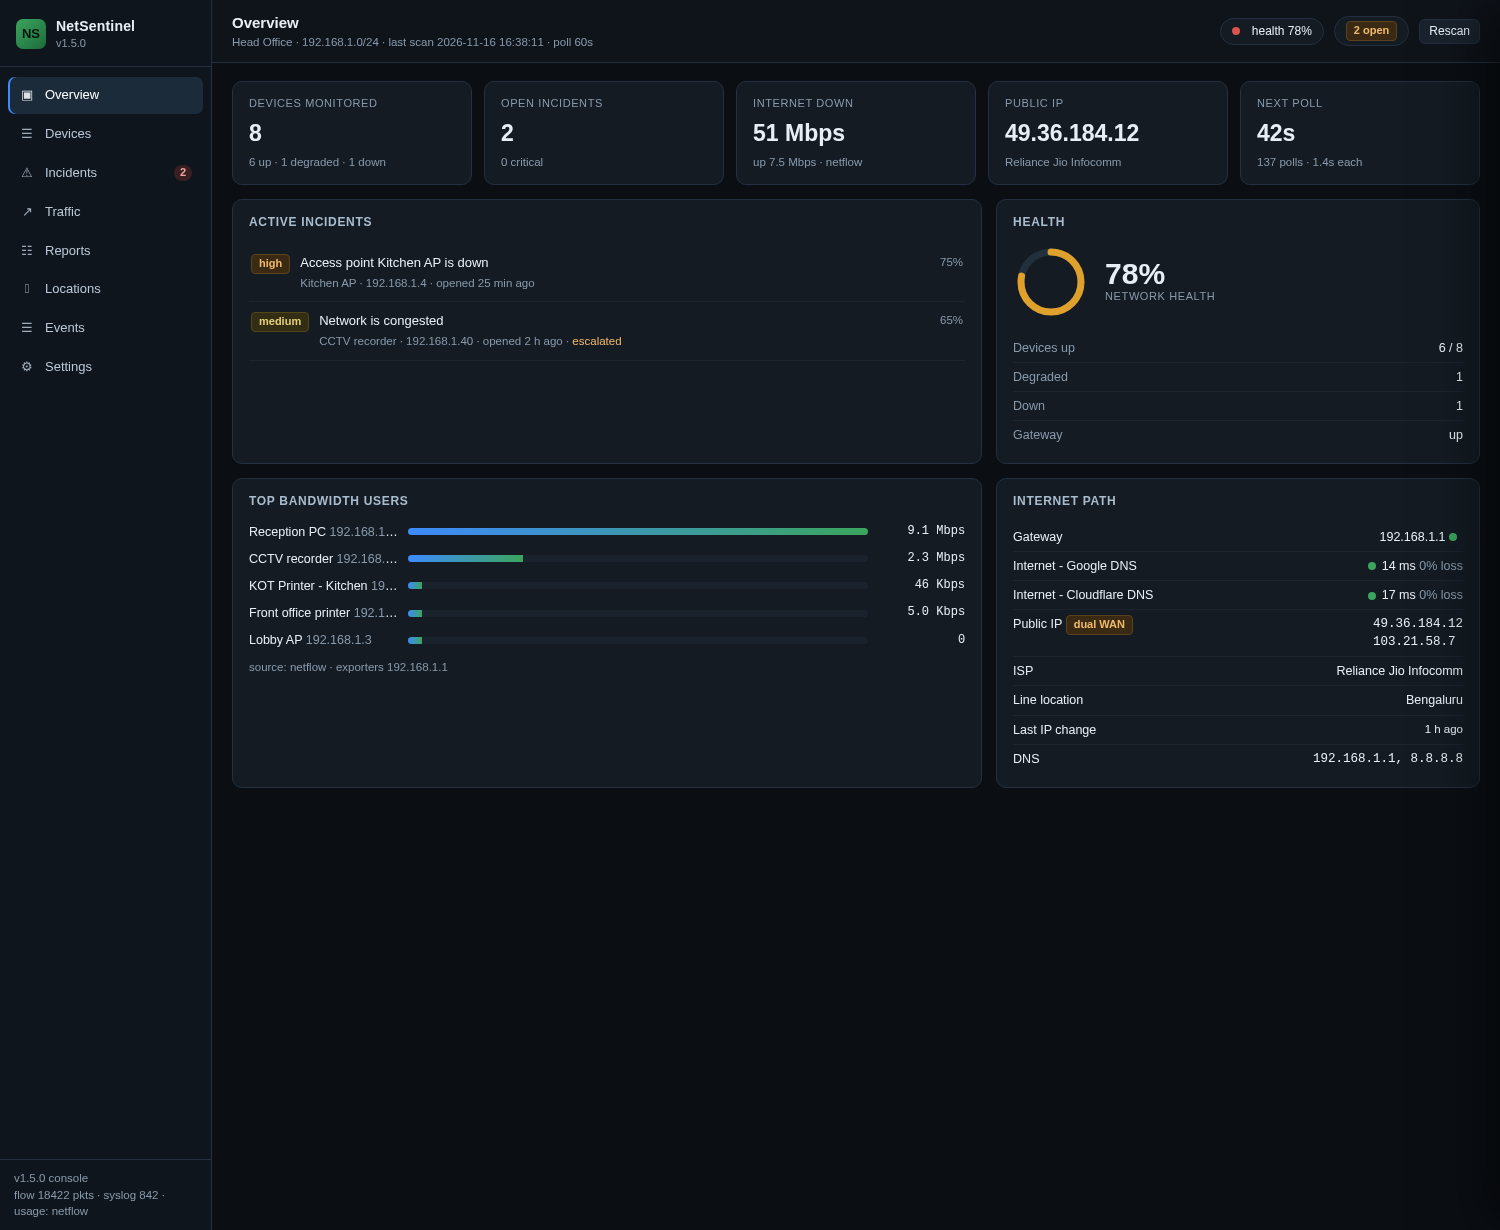 NS
NetSentinel
v1.5.0
Overview
Devices
Incidents 2
Traffic
Reports
Locations
Events
Settings
v1.5.0 console
flow 18422 pkts · syslog 842 ·
usage: netflow
Overview
Head Office · 192.168.1.0/24 · last scan 2026-11-16 16:38:11 · poll 60s
health 78%
2 open
Rescan
DEVICES MONITORED
8
6 up · 1 degraded · 1 down
OPEN INCIDENTS
2
0 critical
INTERNET DOWN
51 Mbps
up 7.5 Mbps · netflow
PUBLIC IP
49.36.184.12
Reliance Jio Infocomm
NEXT POLL
42s
137 polls · 1.4s each
ACTIVE INCIDENTS
high Access point Kitchen AP is down 75%
Kitchen AP · 192.168.1.4 · opened 25 min ago
medium Network is congested 65%
CCTV recorder · 192.168.1.40 · opened 2 h ago · escalated
HEALTH
78%
NETWORK HEALTH
Devices up 6 / 8
Degraded 1
Down 1
Gateway up
TOP BANDWIDTH USERS
Reception PC 192.168.1… 9.1 Mbps
CCTV recorder 192.168.… 2.3 Mbps
KOT Printer - Kitchen 19… 46 Kbps
Front office printer 192.1… 5.0 Kbps
Lobby AP 192.168.1.3 0
source: netflow · exporters 192.168.1.1
INTERNET PATH
Gateway 192.168.1.1
Internet - Google DNS 14 ms 0% loss
Internet - Cloudflare DNS 17 ms 0% loss
Public IP dual WAN 49.36.184.12
103.21.58.7
ISP Reliance Jio Infocomm
Line location Bengaluru
Last IP change 1 h ago
DNS 192.168.1.1, 8.8.8.8